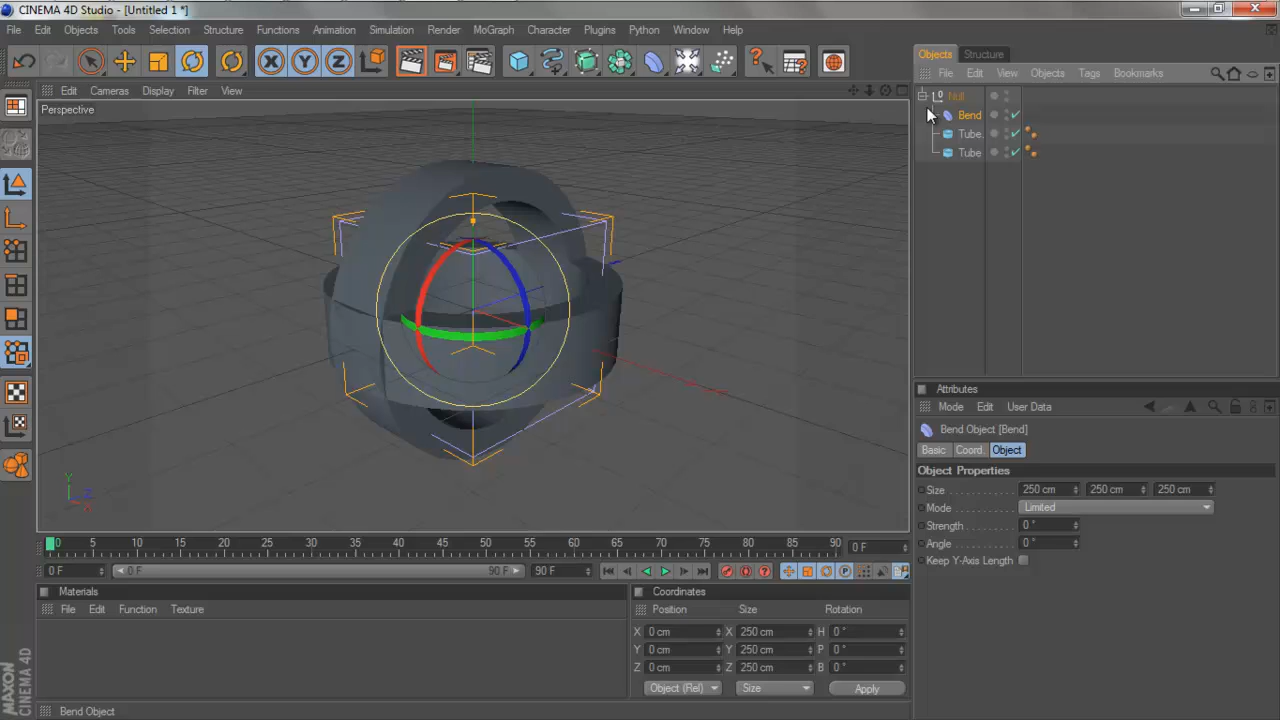 CINEMA 4D Studio - [Untitled 1 *]
File Edit Objects Tools Selection Structure Functions Animation Simulation Render MoGraph Character Plugins Python Window Help
X Y Z
Objects Structure
File Edit View Objects Tags Bookmarks
Edit Cameras Display Filter View
Perspective
0 Null
Bend
Tube.
Tube
Y
Z
X
Attributes
Mode Edit User Data
Bend Object [Bend]
Basic Coord. Object
Object Properties
Size 250 cm 250 cm 250 cm
Mode Limited
Strength 0 °
Angle 0 °
Keep Y-Axis Length
0 5 10 15 20 25 30 35 40 45 50 55 60 65 70 75 80 85 90 0 F
0 F 0 F 90 F 90 F
P
Materials
File Edit Function Texture
Coordinates
Position Size Rotation
X 0 cm X 250 cm H 0 °
Y 0 cm Y 250 cm P 0 °
Z 0 cm Z 250 cm B 0 °
Object (Rel) Size Apply
MAXON
CINEMA 4D
Bend Object